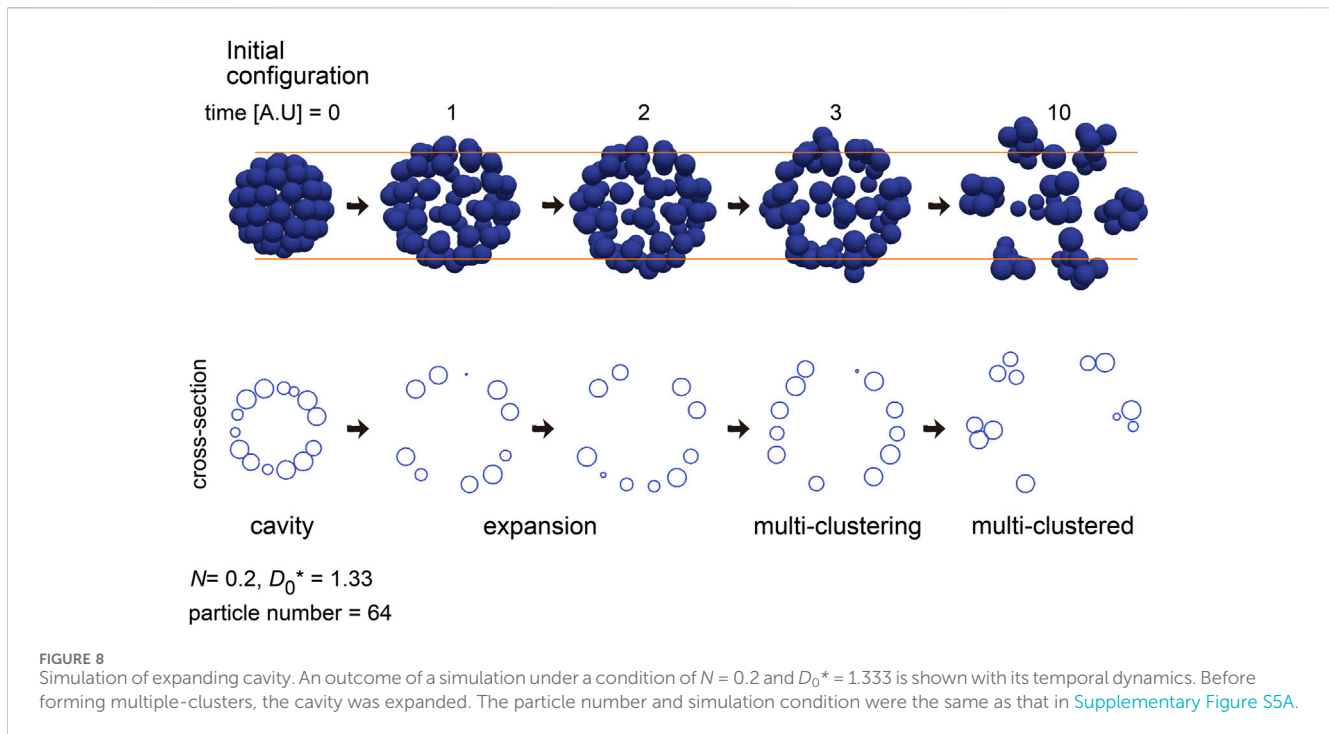 Initial
configuration
time [A.U] = 0 1 2 3 10
cross-section
cavity expansion multi-clustering multi-clustered
N= 0.2, D0* = 1.33
particle number = 64
FIGURE 8
Simulation of expanding cavity. An outcome of a simulation under a condition of N = 0.2 and D0* = 1.333 is shown with its temporal dynamics. Before
forming multiple-clusters, the cavity was expanded. The particle number and simulation condition were the same as that in Supplementary Figure S5A.